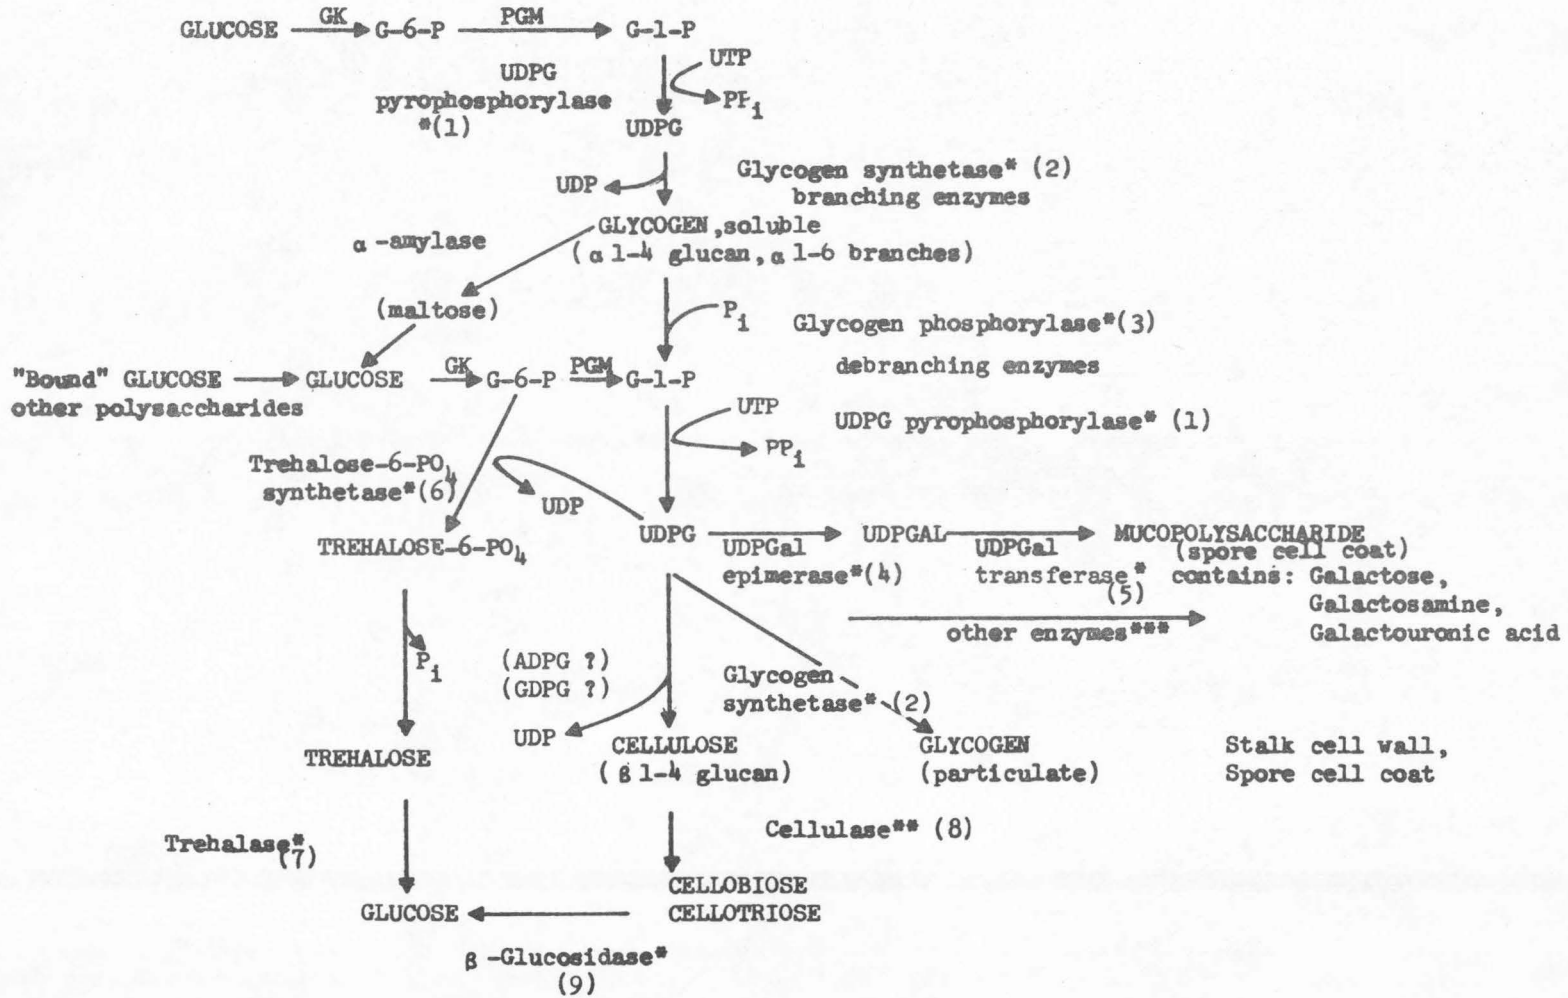 GLUCOSE GK G-6-P PGM G-1-P
UTP
UDPG
pyrophosphorylase
*(1)
PPi
UDPG
UDP
Glycogen synthetase* (2)
branching enzymes
GLYCOGEN, soluble
(α 1-4 glucan, α 1-6 branches)
α-amylase
(maltose)
Pi
Glycogen phosphorylase*(3)
debranching enzymes
"Bound" GLUCOSE GLUCOSE GK G-6-P PGM G-1-P
other polysaccharides
UTP
UDPG pyrophosphorylase* (1)
PPi
Trehalose-6-PO4
synthetase*(6)
UDP
TREHALOSE-6-PO4
UDPG UDPGAL MUCOPOLYSACCHARIDE
UDPGal
epimerase*(4)
UDPGal
transferase*
(5)
(spore cell coat)
contains: Galactose,
Galactosamine,
Galactouronic acid
other enzymes***
Pi
(ADPG ?)
(GDPG ?)
Glycogen
synthetase* (2)
UDP
TREHALOSE
CELLULOSE
(β 1-4 glucan)
GLYCOGEN
(particulate)
Stalk cell wall,
Spore cell coat
Trehalase*
(7)
Cellulase** (8)
CELLOBIOSE
GLUCOSE CELLOTRIOSE
β-Glucosidase*
(9)